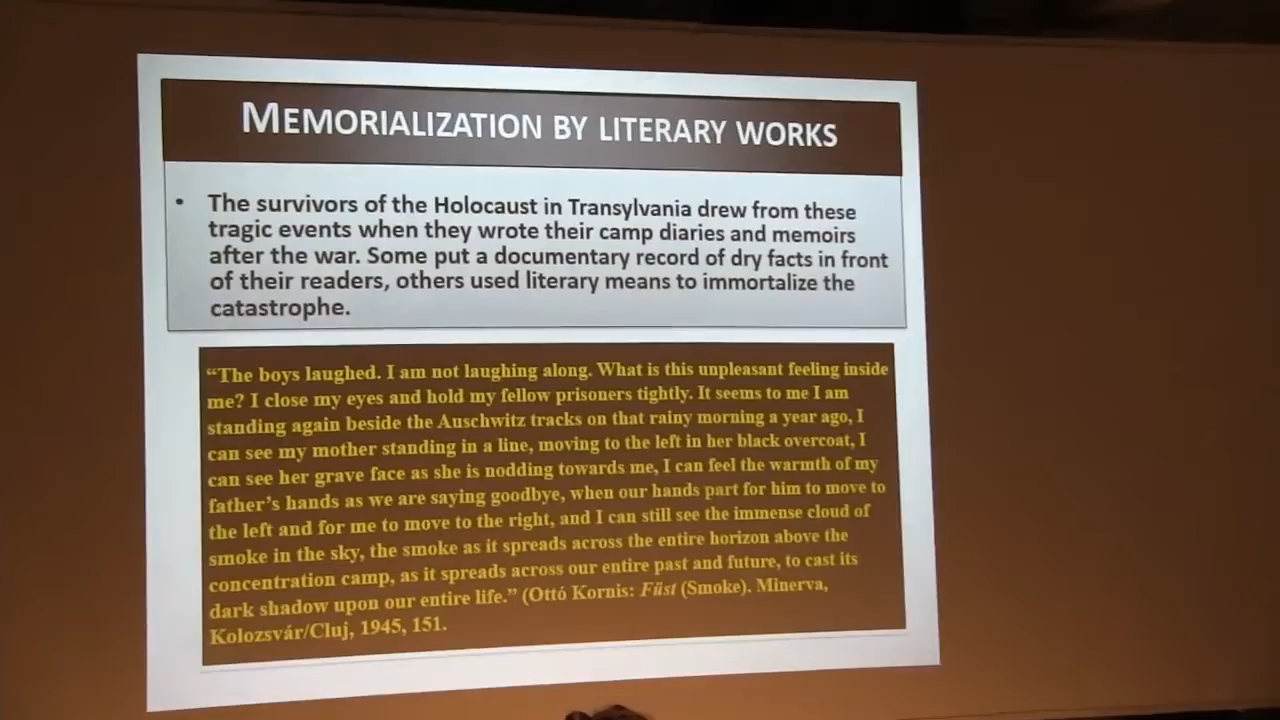 MEMORIALIZATION BY LITERARY WORKS
• The survivors of the Holocaust in Transylvania drew from these
tragic events when they wrote their camp diaries and memoirs
after the war. Some put a documentary record of dry facts in front
of their readers, others used literary means to immortalize the
catastrophe.
“The boys laughed. I am not laughing along. What is this unpleasant feeling inside
me? I close my eyes and hold my fellow prisoners tightly. It seems to me I am
standing again beside the Auschwitz tracks on that rainy morning a year ago, I
can see my mother standing in a line, moving to the left in her black overcoat, I
can see her grave face as she is nodding towards me, I can feel the warmth of my
father’s hands as we are saying goodbye, when our hands part for him to move to
the left and for me to move to the right, and I can still see the immense cloud of
smoke in the sky, the smoke as it spreads across the entire horizon above the
concentration camp, as it spreads across our entire past and future, to cast its
dark shadow upon our entire life.” (Ottó Kornis: Füst (Smoke). Minerva,
Kolozsvár/Cluj, 1945, 151.